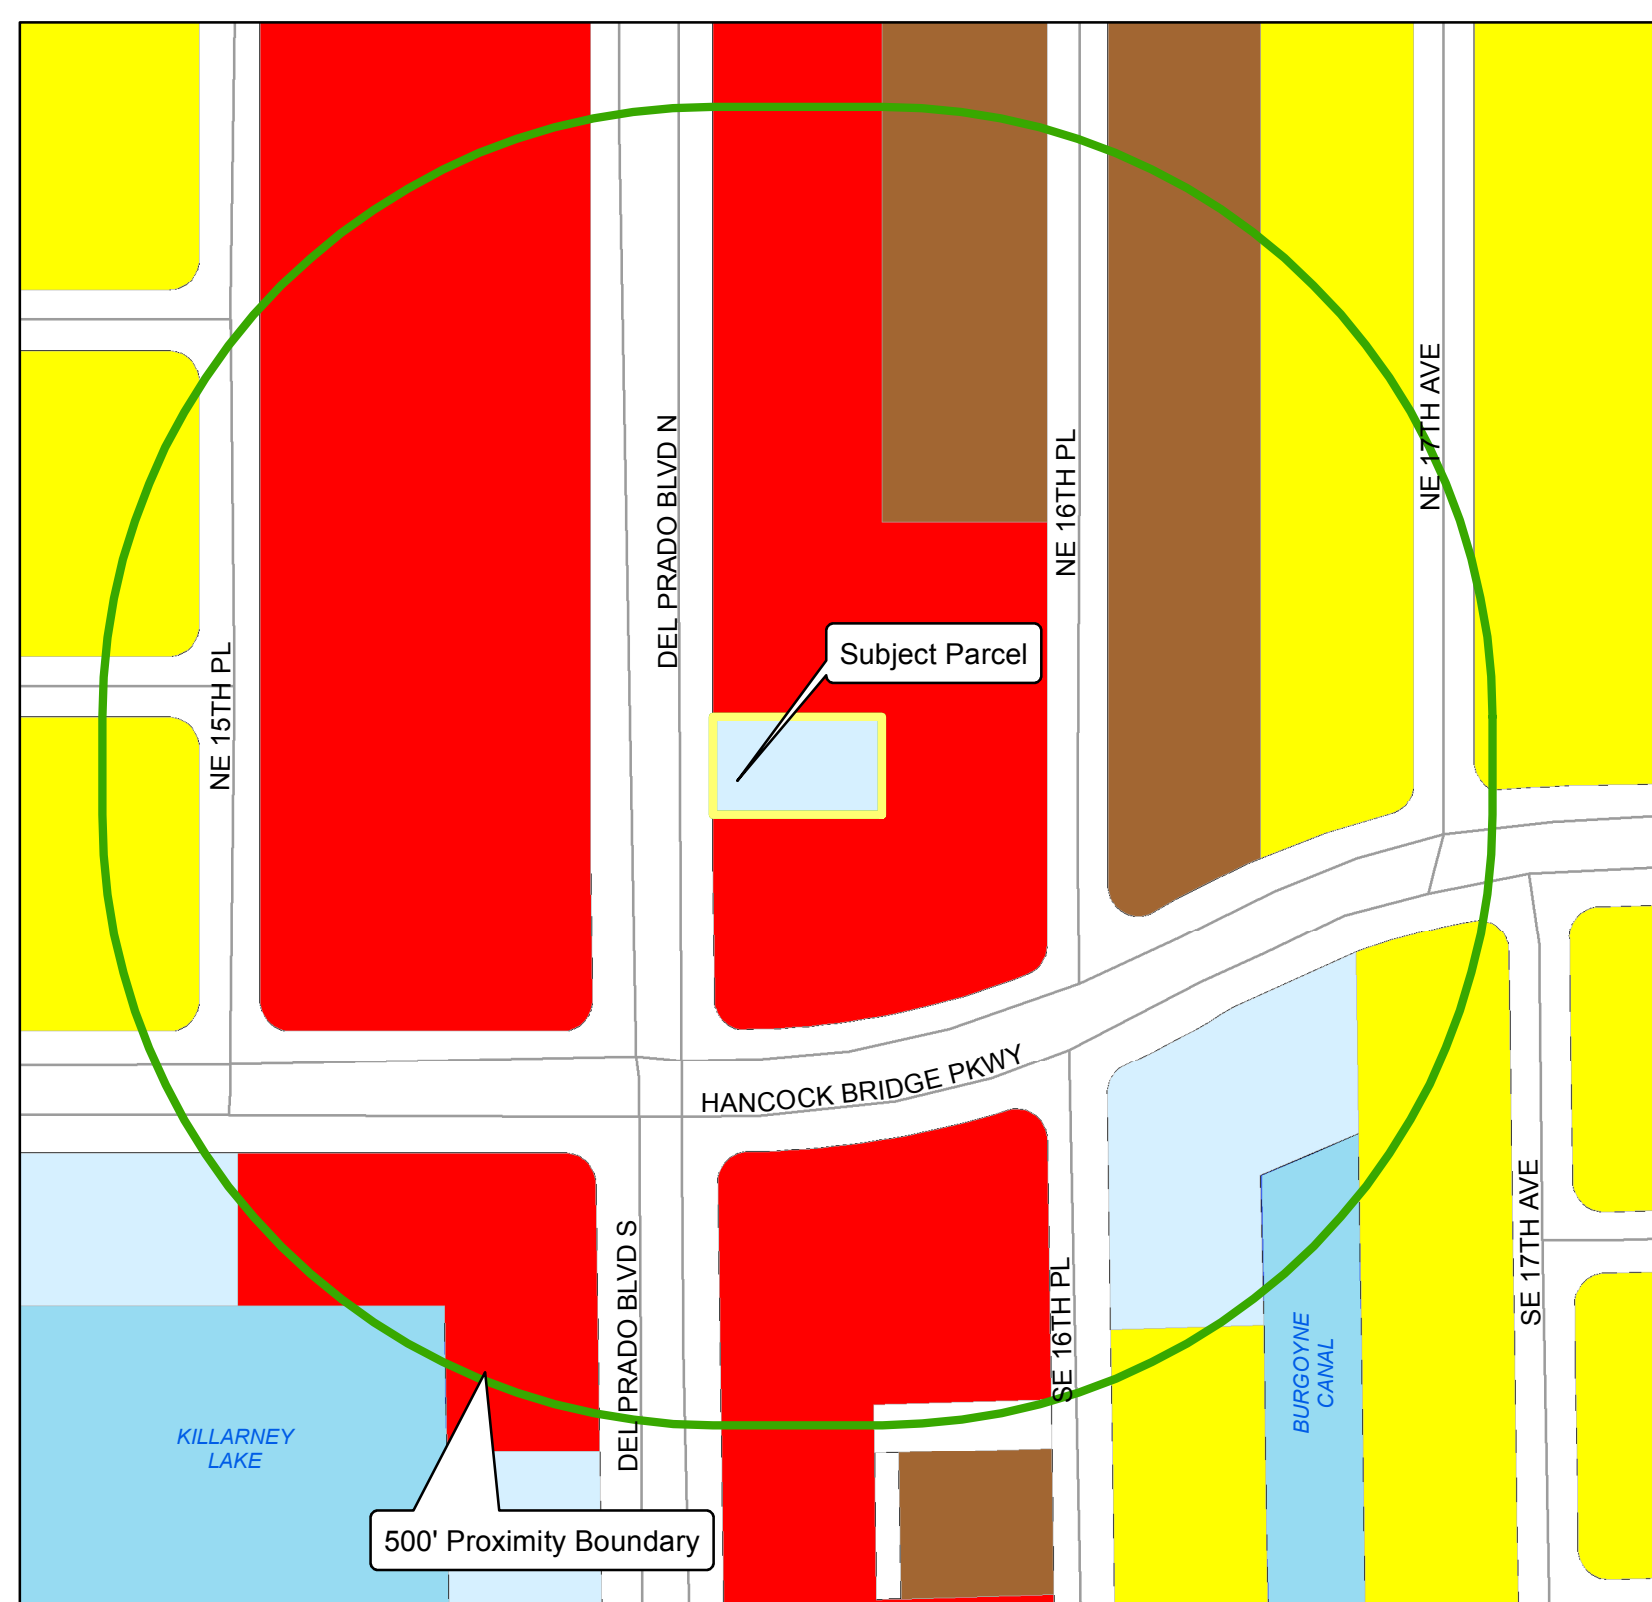 NE 17TH AVE
DEL PRADO BLVD N
NE 16TH PL
Subject Parcel
NE 15TH PL
HANCOCK BRIDGE PKWY
SE 17TH AVE
DEL PRADO BLVD S
SE 16TH PL
BURGOYNE
CANAL
KILLARNEY
LAKE
500' Proximity Boundary